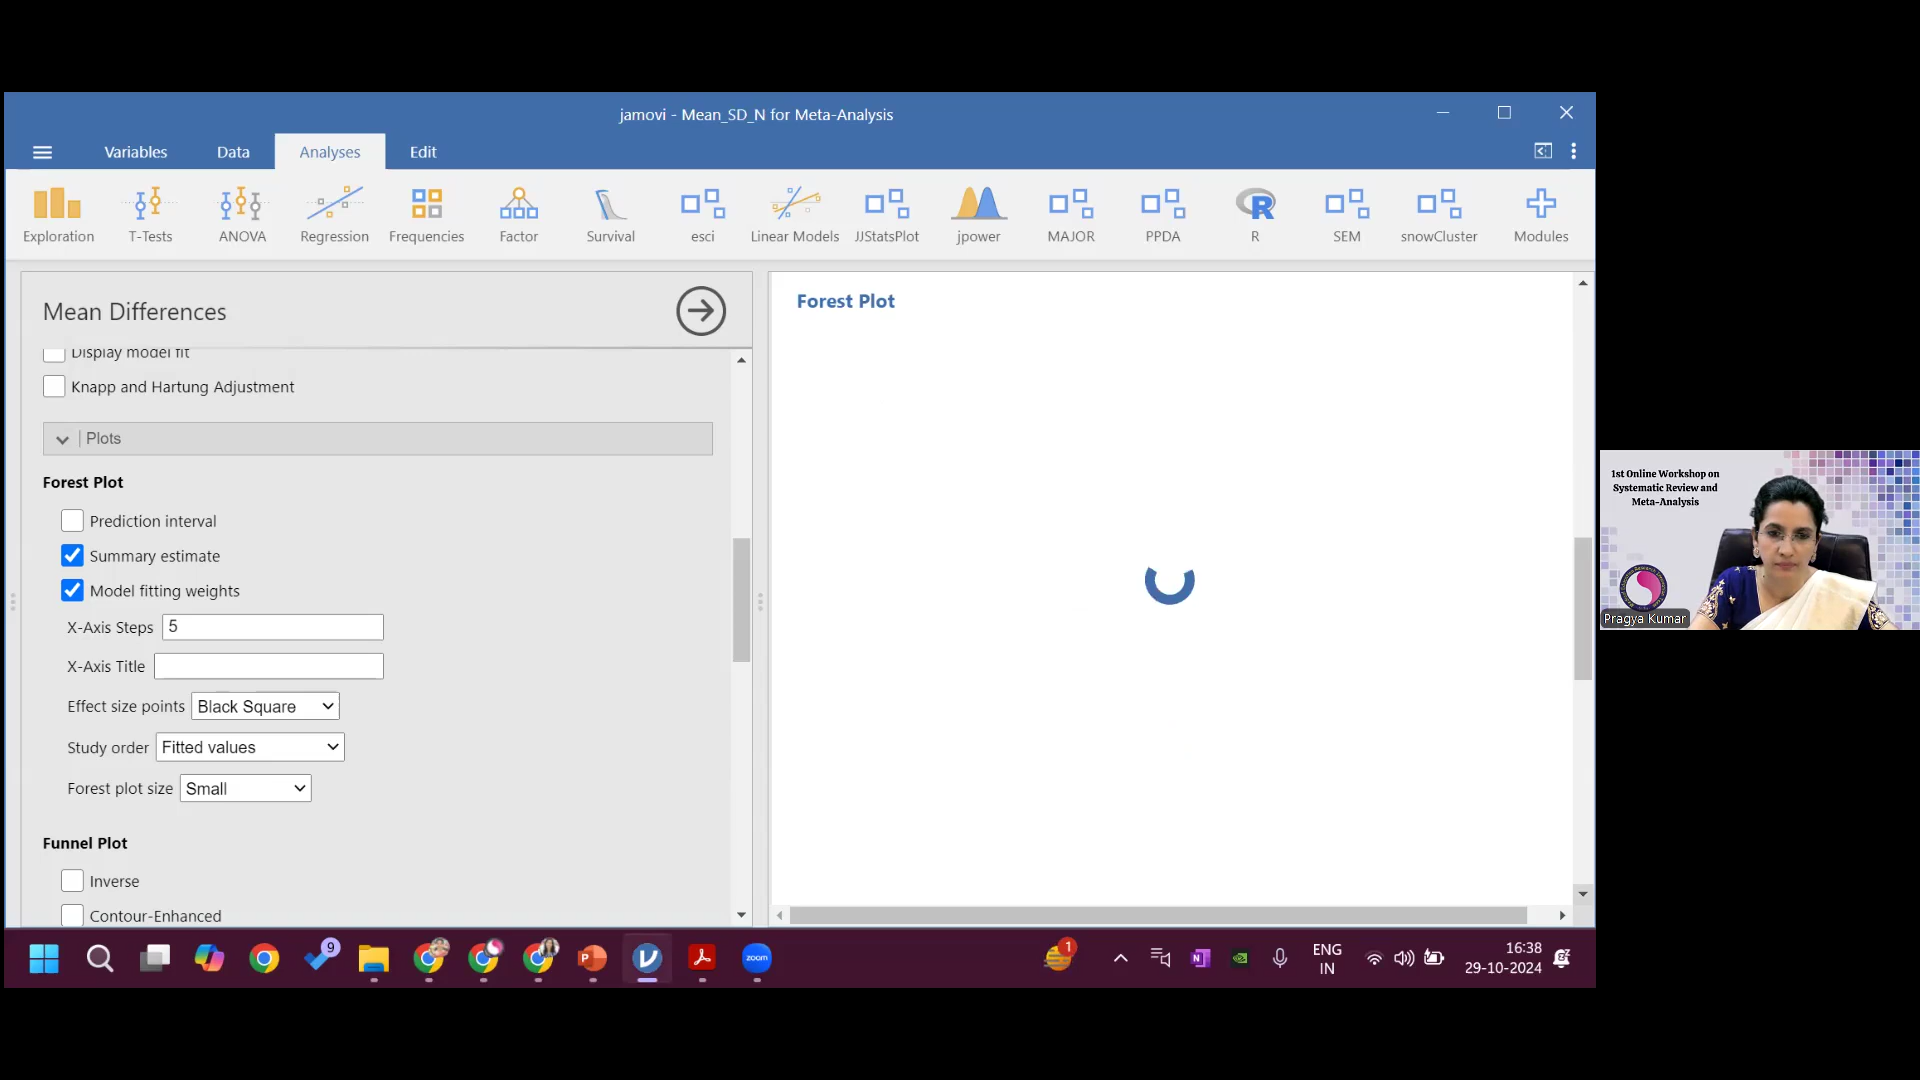 jamovi - Mean_SD_N for Meta-Analysis
Variables
Data
Analyses
Edit
Exploration
T-Tests
ANOVA
Regression
Frequencies
Factor
Survival
esci
Linear Models
JJStatsPlot
jpower
MAJOR
PPDA
R
SEM
snowCluster
Modules
Mean Differences
Display model fit
Knapp and Hartung Adjustment
Plots
Forest Plot
Prediction interval
Summary estimate
Model fitting weights
X-Axis Steps 5
X-Axis Title
Effect size points Black Square
Study order Fitted values
Forest plot size Small
Funnel Plot
Inverse
Contour-Enhanced
Forest Plot
1st Online Workshop on
Systematic Review and
Meta-Analysis
Pragya Kumar
9
zoom
1
ENG
IN
16:38
29-10-2024